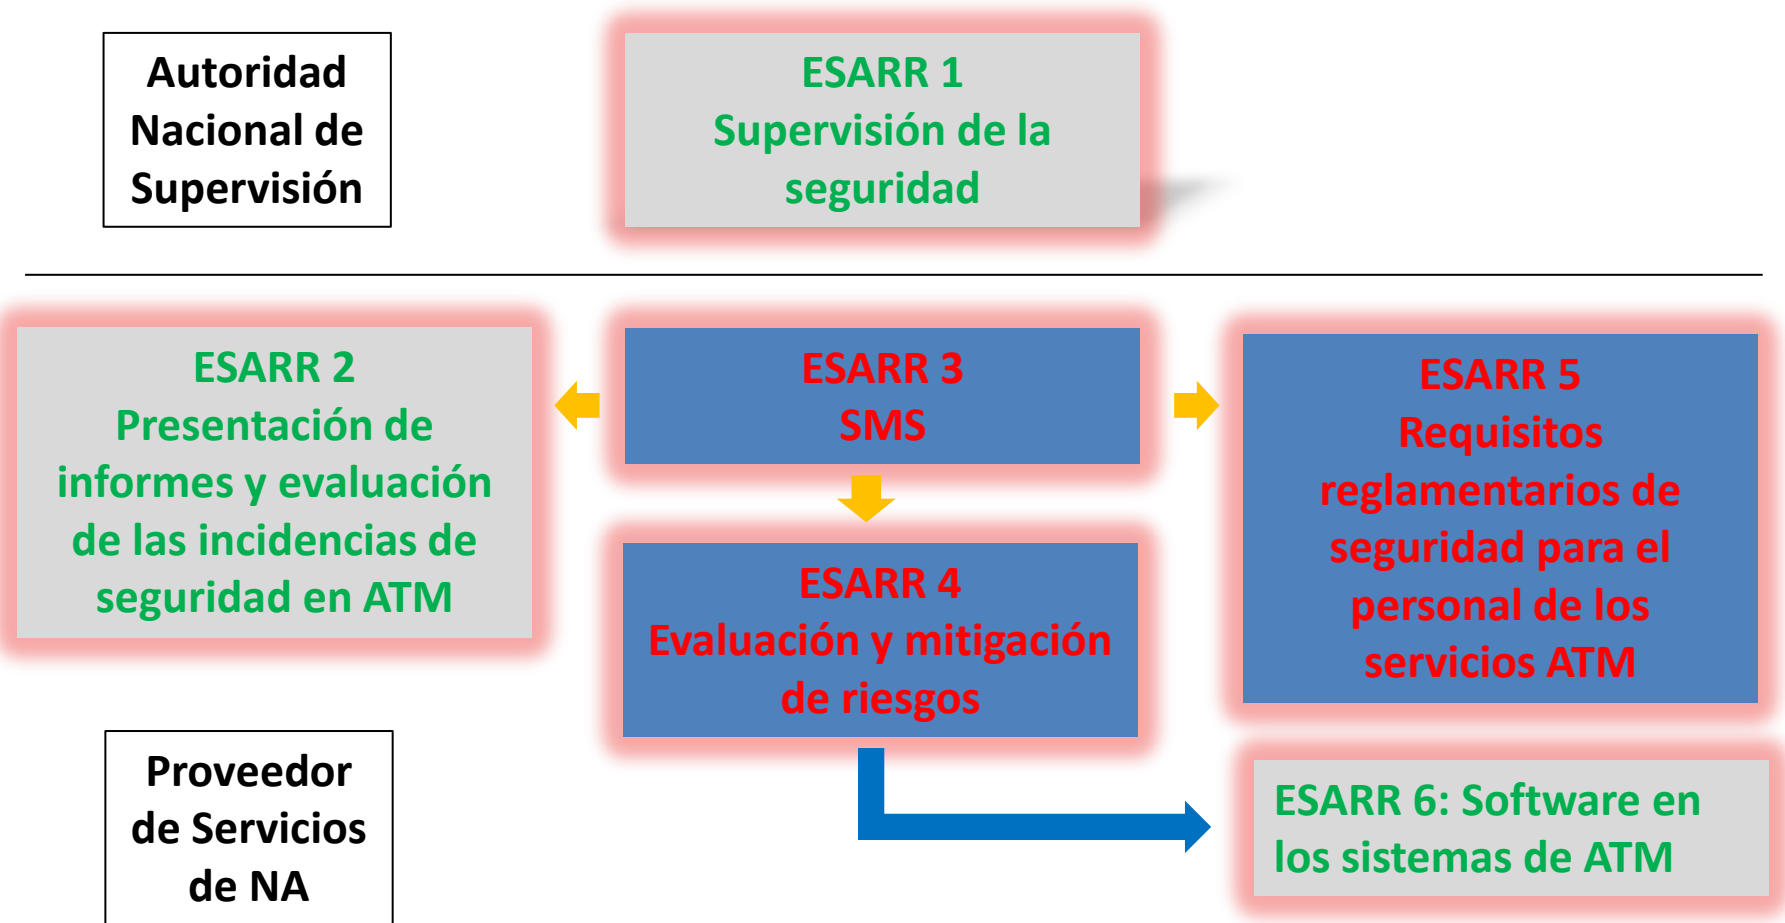 Autoridad
Nacional de
Supervisión
ESARR 1
Supervisión de la
seguridad
ESARR 2
Presentación de
informes y evaluación
de las incidencias de
seguridad en ATM
ESARR 3
SMS
ESARR 5
Requisitos
reglamentarios de
seguridad para el
personal de los
servicios ATM
ESARR 4
Evaluación y mitigación
de riesgos
Proveedor
de Servicios
de NA
ESARR 6: Software en
los sistemas de ATM